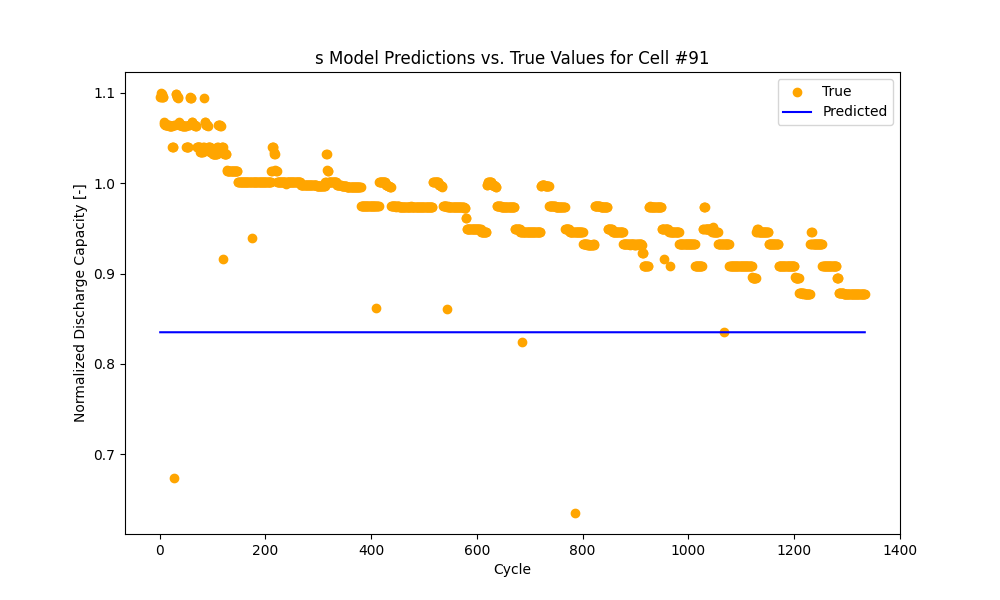 s Model Predictions vs. True Values for Cell #91
True
Predicted
Normalized Discharge Capacity [-]
1.1
1.0
0.9
0.8
0.7
0
200
400
600
800
1000
1200
1400
Cycle